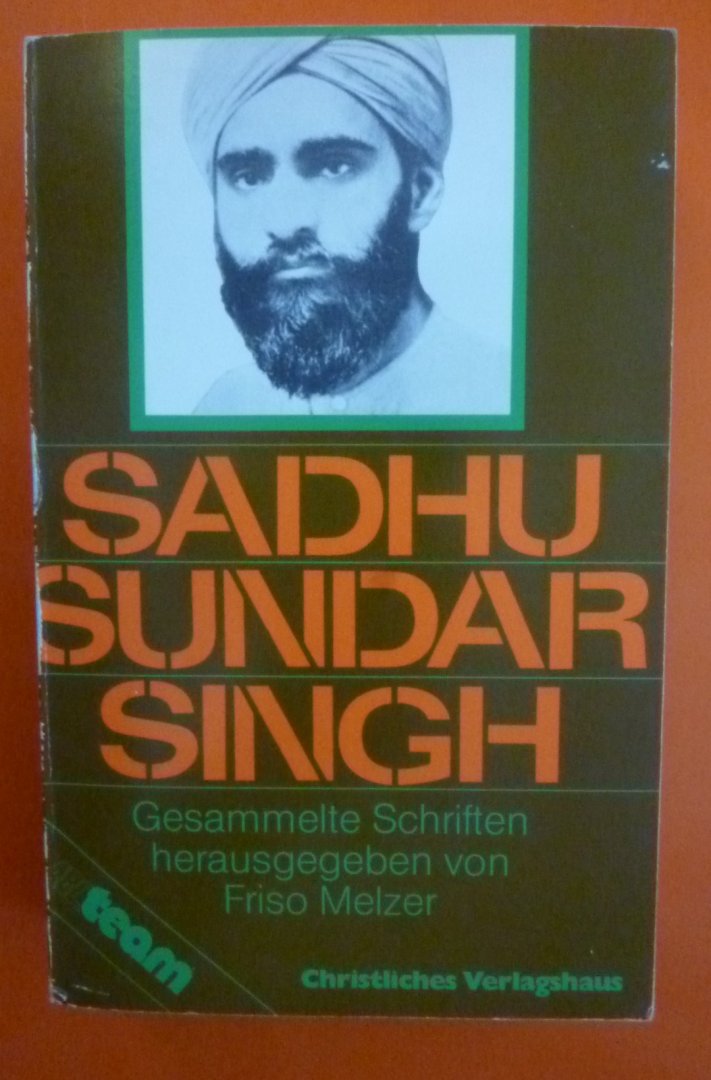 SADHU
SUNDAR
SINGH
Gesammelte Schriften
herausgegeben von
Friso Melzer
team
Christliches Verlagshaus